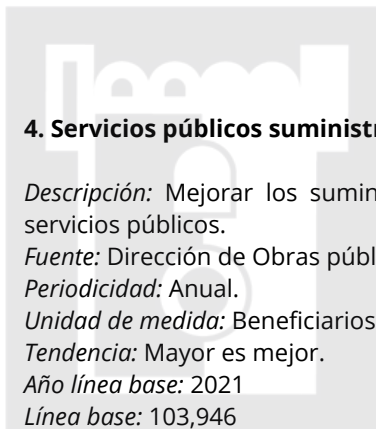 4. Servicios públicos suminist
Descripción: Mejorar los sumin
servicios públicos.
Fuente: Dirección de Obras públ
Periodicidad: Anual.
Unidad de medida: Beneficiarios
Tendencia: Mayor es mejor.
Año línea base: 2021
Línea base: 103,946